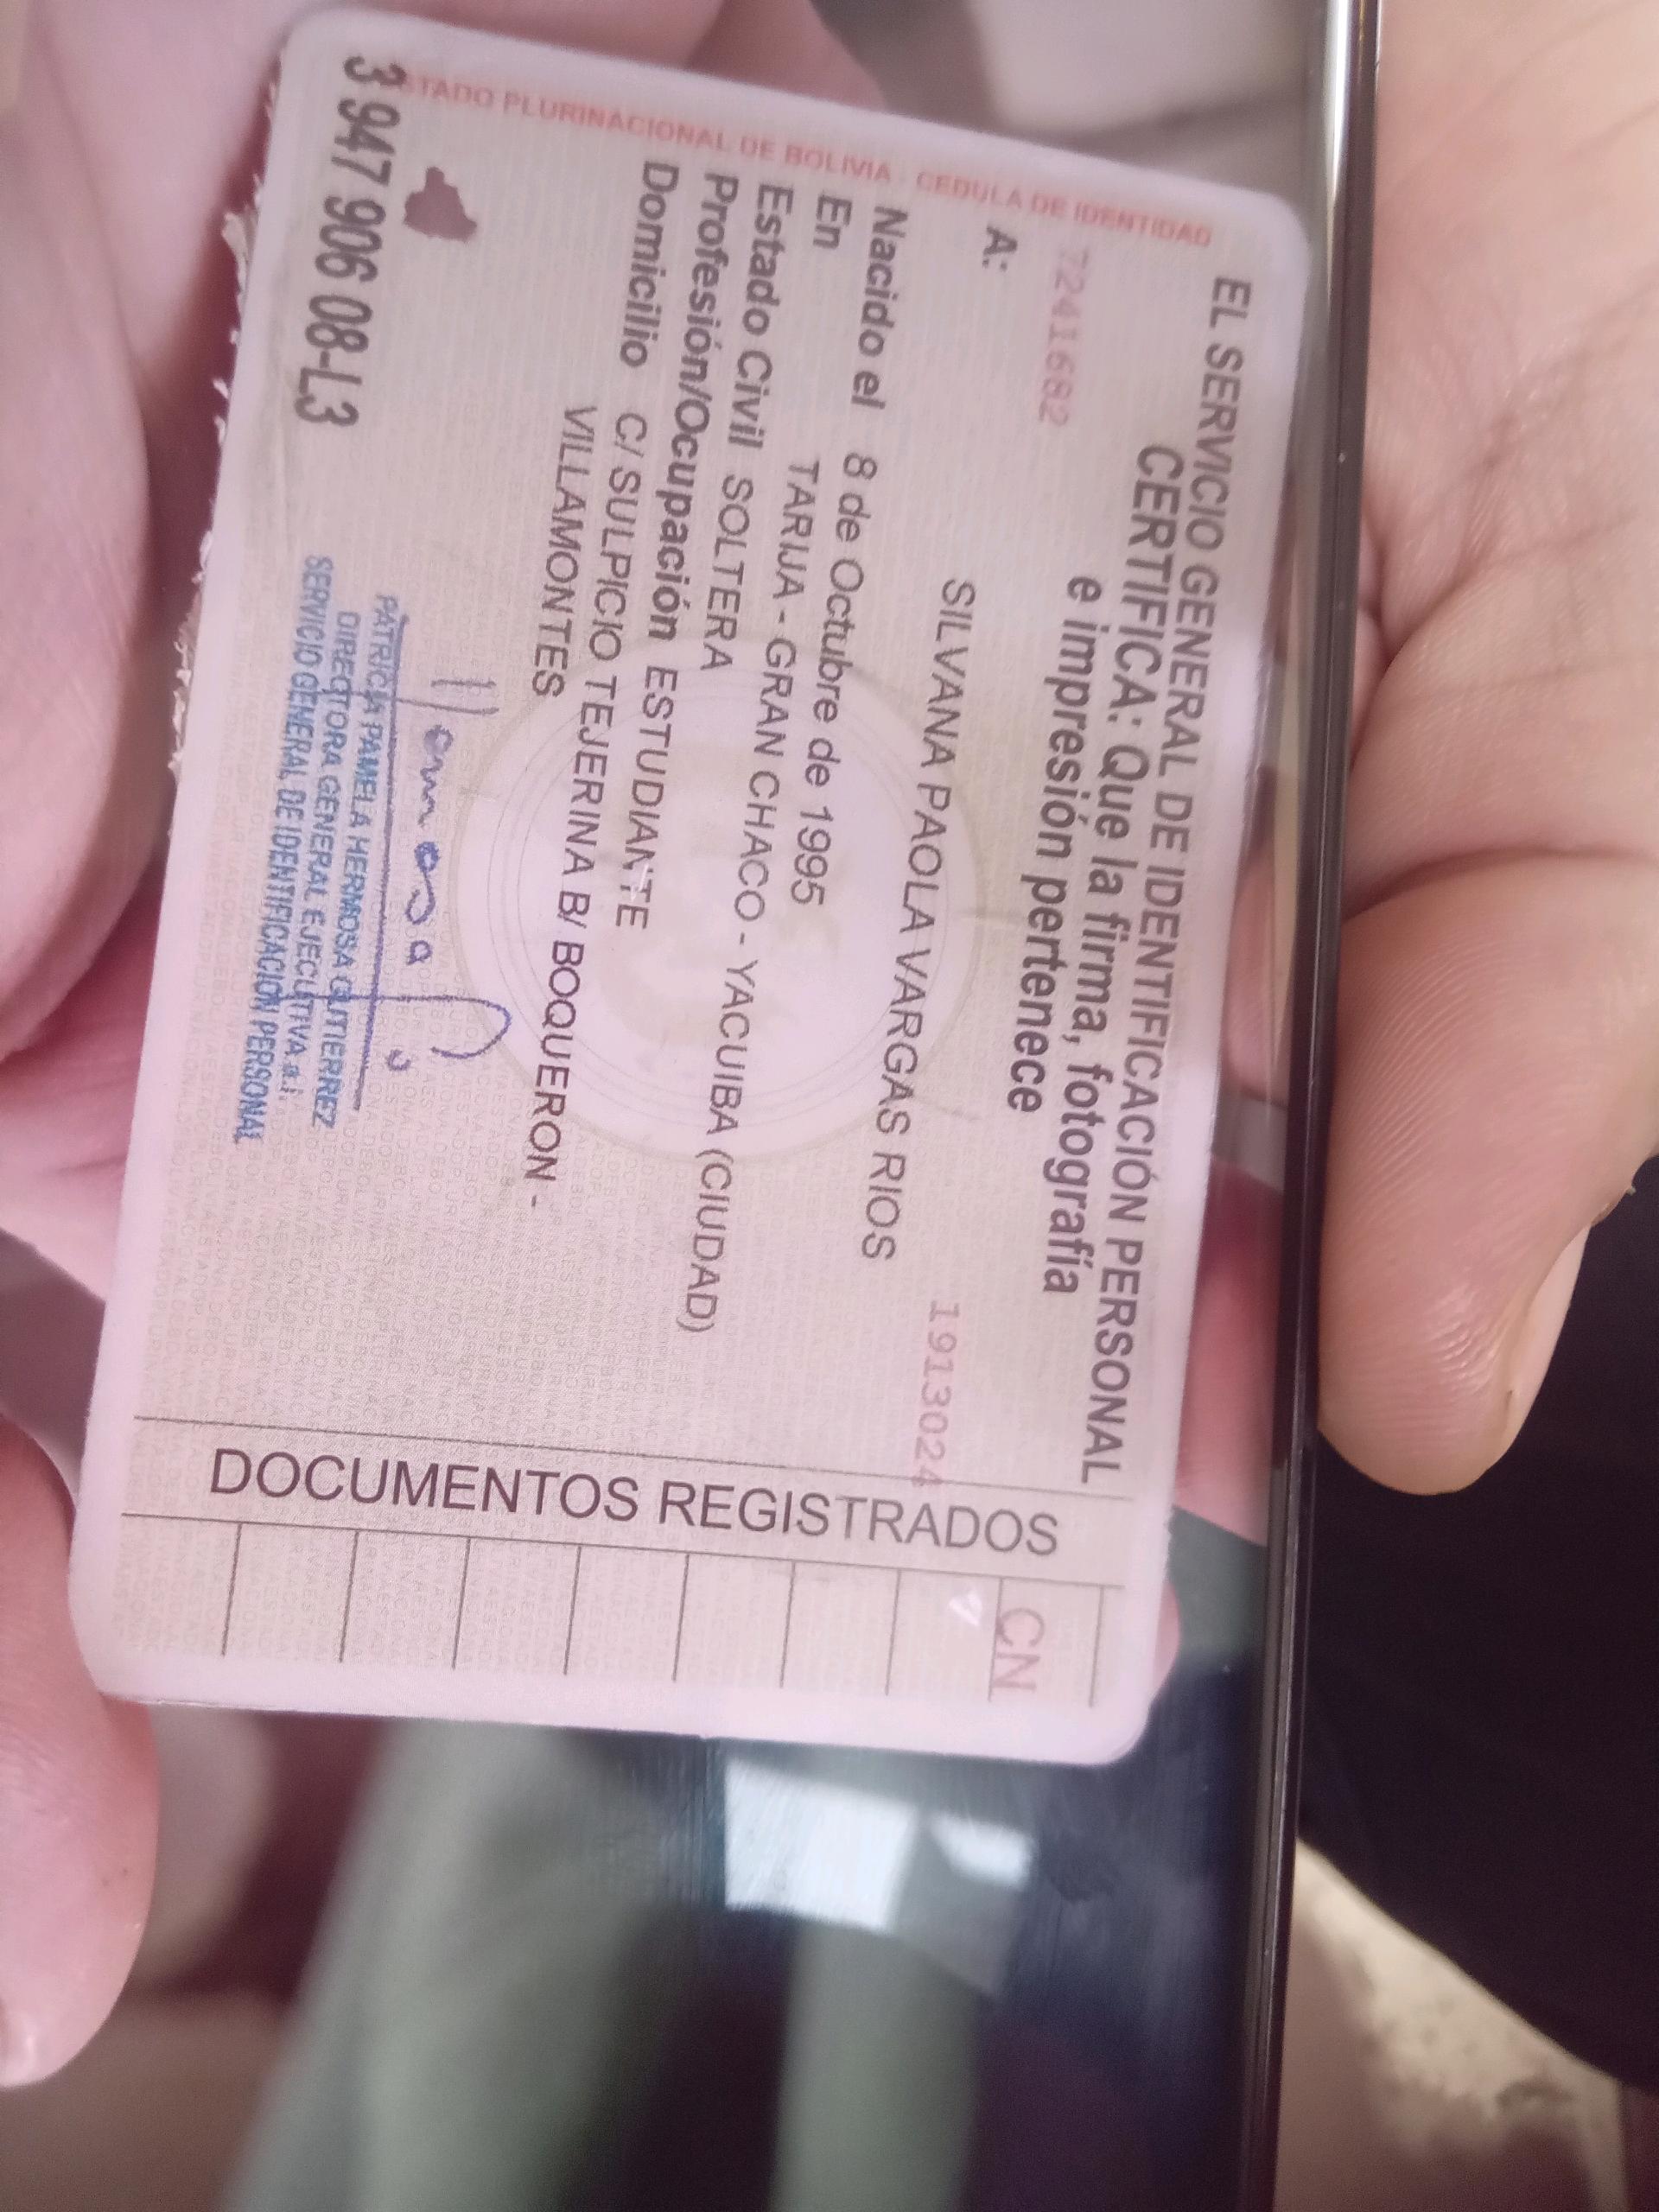 ESTADO PLURINACIONAL DE BOLIVIA - CEDULA DE IDENTIDAD
EL SERVICIO GENERAL DE IDENTIFICACIÓN PERSONAL
CERTIFICA: Que la firma, fotografía
e impresión pertenece
7241682
19130224
A:
SILVANA PAOLA VARGAS RIOS
Nacido el 8 de Octubre de 1995
En TARIJA - GRAN CHACO - YACUIBA (CIUDAD)
Estado Civil SOLTERA
Profesión/Ocupación ESTUDIANTE
Domicilio C/ SULPICIO TEJERINA B/ BOQUERON -
VILLAMONTES
PATRICIA PAMELA HERMOSA GUTIERREZ
DIRECTORA GENERAL EJECUTIVA a.i.
SERVICIO GENERAL DE IDENTIFICACIÓN PERSONAL
3 947 906 08-L3
DOCUMENTOS REGISTRADOS
CN